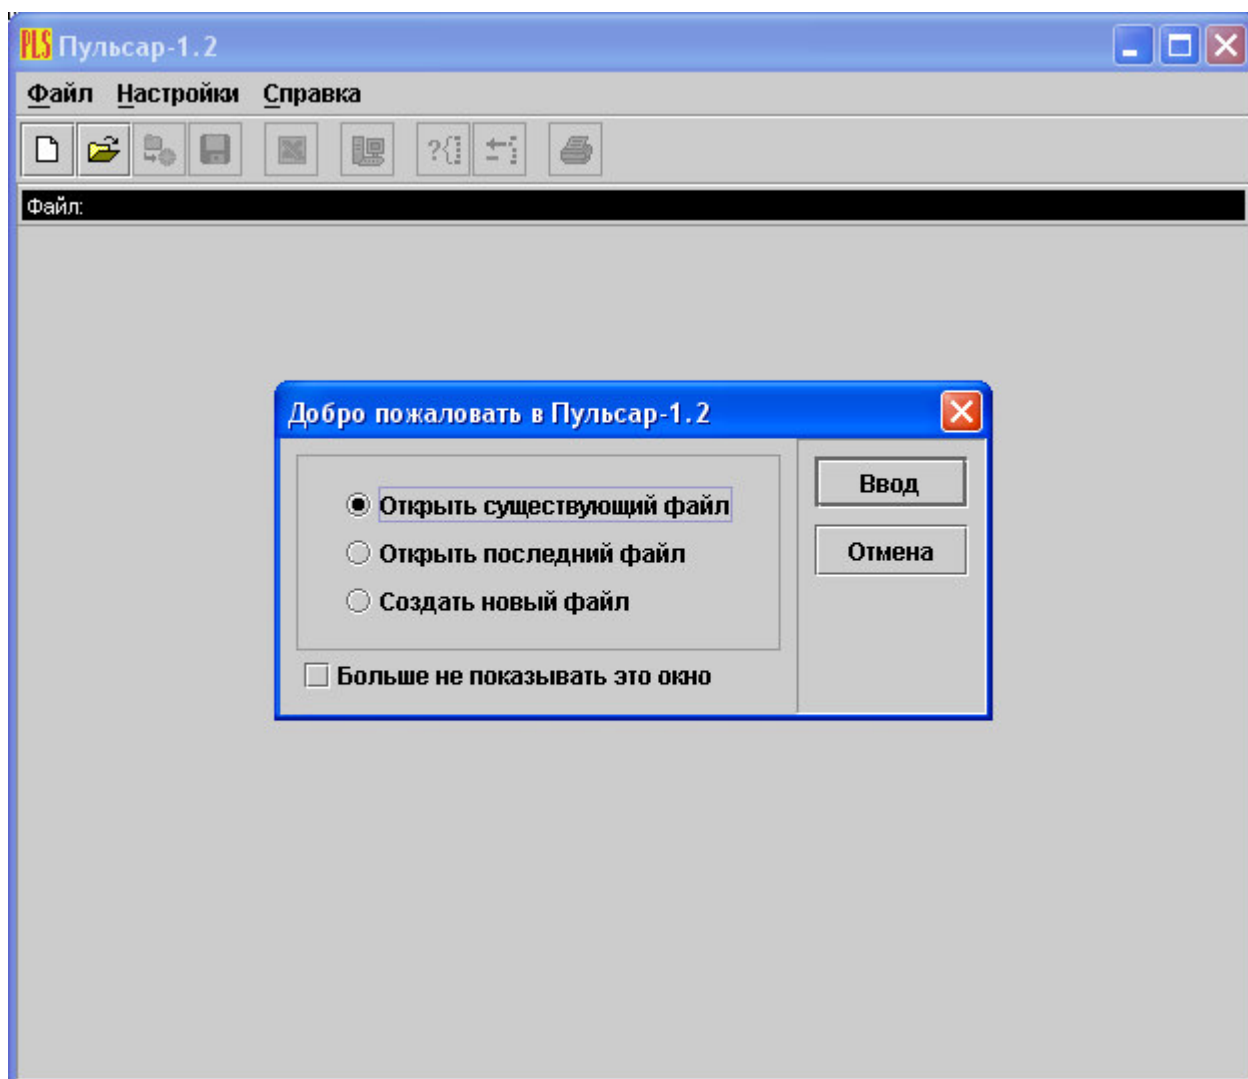 PLS Пульсар-1.2
Файл Настройки Справка
?{
Файл:
Добро пожаловать в Пульсар-1.2
Открыть существующий файл
Открыть последний файл
Создать новый файл
Больше не показывать это окно
Ввод
Отмена